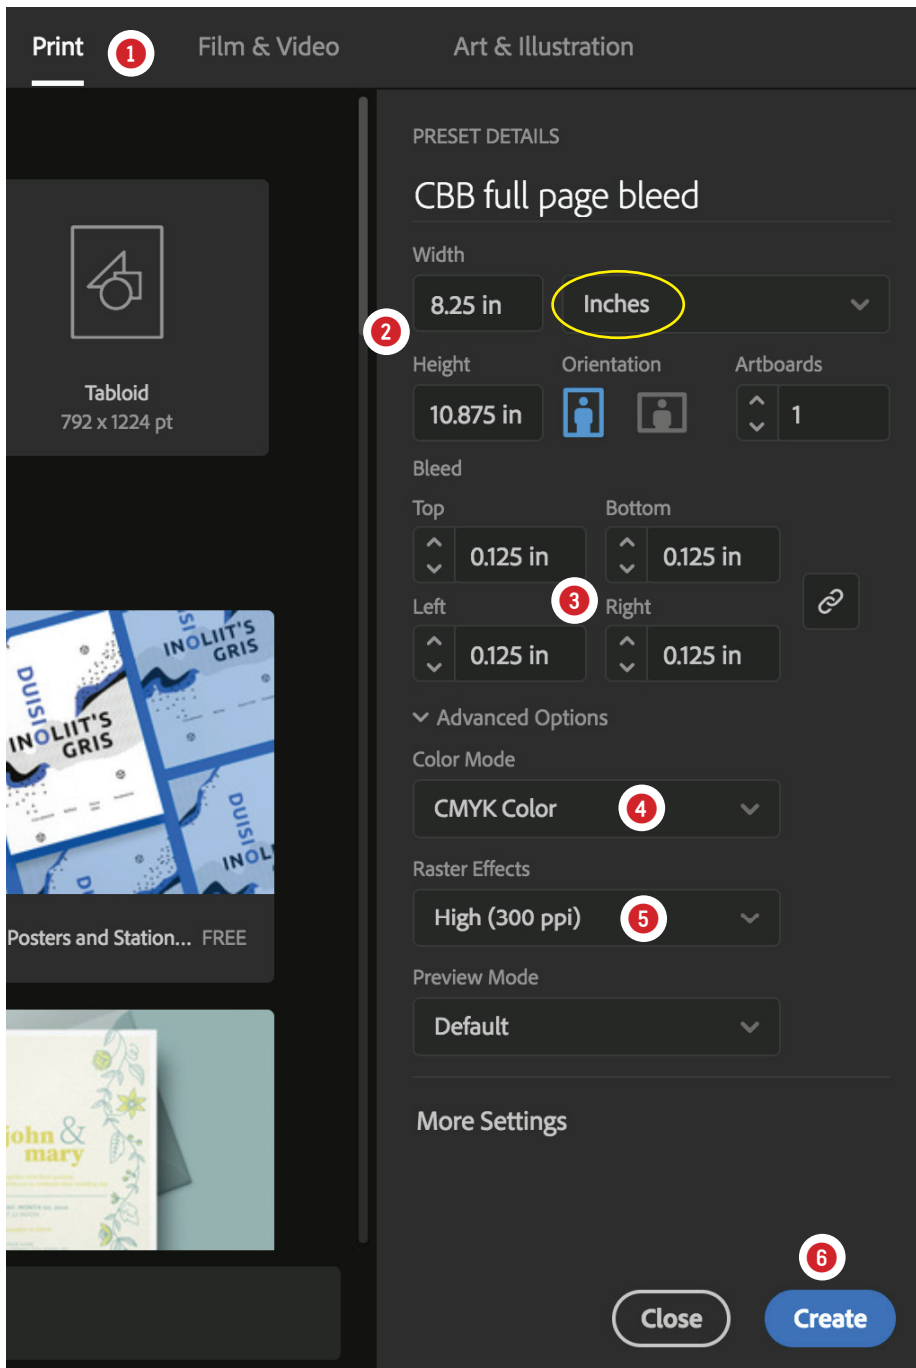 Print 1 Film & Video Art & Illustration
PRESET DETAILS
CBB full page bleed
Width
8.25 in Inches
2
Height Orientation Artboards
10.875 in 1
Bleed
Top Bottom
0.125 in 0.125 in
Left 3 Right
0.125 in 0.125 in
Advanced Options
Color Mode
CMYK Color 4
Raster Effects
High (300 ppi) 5
Preview Mode
Default
More Settings
6
Close Create
Tabloid
792 x 1224 pt
INOLIIT'S
GRIS
DUISI
INOLIIT'S
GRIS
DUISI
INOL
Posters and Station... FREE
john &
mary